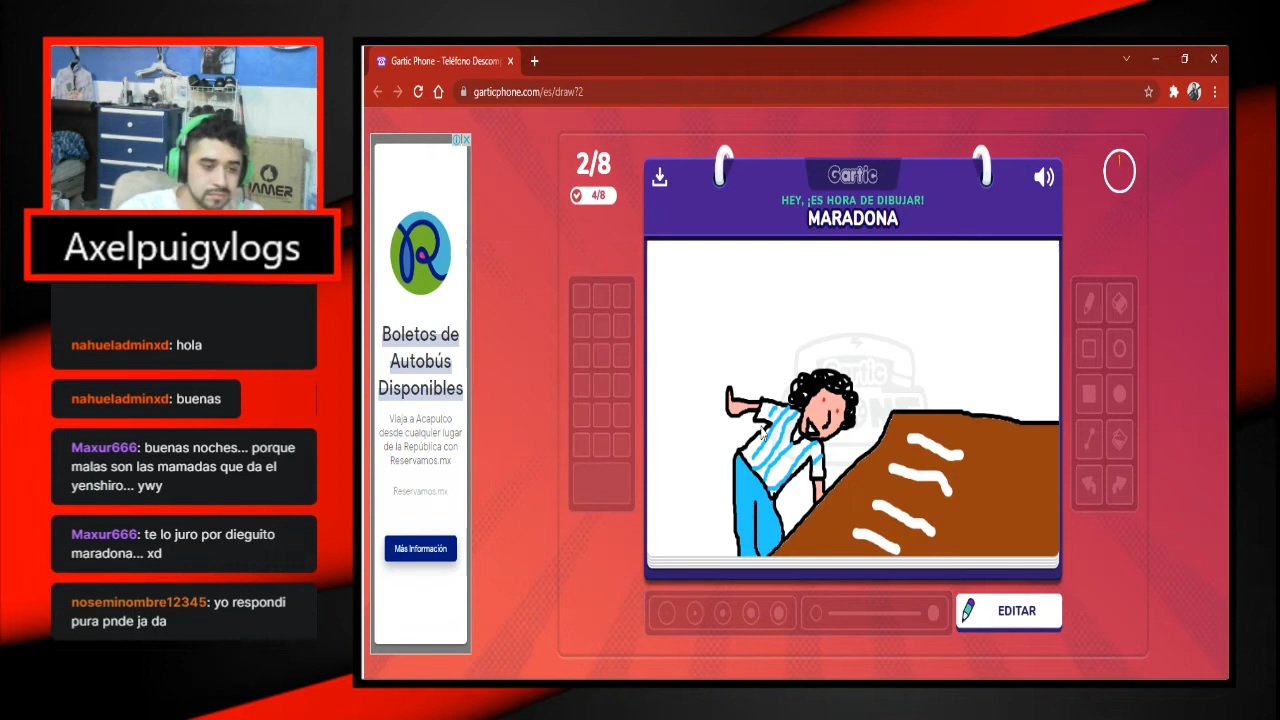 Axelpuigvlogs
nahueladminxd: hola
nahueladminxd: buenas
Maxur666: buenas noches... porque
malas son las mamadas que da el
yenshiro... ywy
Maxur666: te lo juro por dieguito
maradona... xd
noseminombre12345: yo respondi
pura pnde ja da
Gartic Phone - Teléfono Descom
garticphone.com/es/draw?2
Boletos de
Autobús
Disponibles
Viaja a Acapulco
desde cualquier lugar
de la República con
Reservamos.mx
Reservamos.mx
Más Información
2/8
4/8
Gartic
HEY, ¡ES HORA DE DIBUJAR!
MARADONA
Gartic
EDITAR